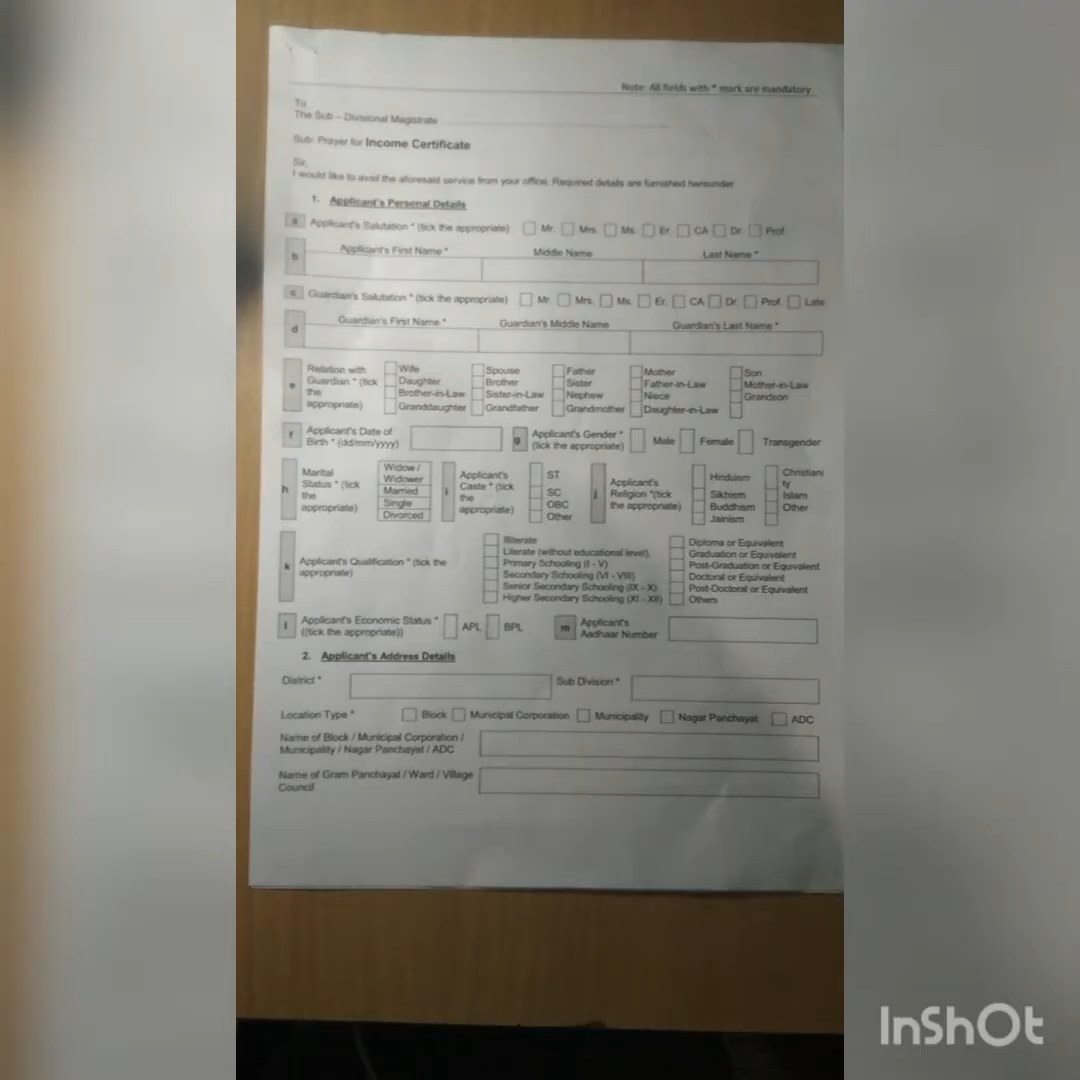 Note: All fields with * mark are mandatory
To
The Sub – Divisional Magistrate
Sub: Prayer for Income Certificate
Sir,
I would like to avail the aforesaid service from your office. Required details are furnished hereunder
1. Applicant's Personal Details
a Applicant's Salutation * (tick the appropriate) Mr. Mrs. Ms. Er. CA Dr. Prof.
b Applicant's First Name * Middle Name Last Name *
c Guardian's Salutation * (tick the appropriate) Mr Mrs. Ms. Er. CA Dr. Prof. Late
d Guardian's First Name * Guardian's Middle Name Guardian's Last Name *
e Relation with Guardian * (tick the appropriate)
Wife Spouse Father Mother Son
Daughter Brother Sister Father-in-Law Mother-in-Law
Brother-in-Law Sister-in-Law Nephew Niece Grandson
Granddaughter Grandfather Grandmother Daughter-in-Law
f Applicant's Date of Birth * (dd/mm/yyyy)
g Applicant's Gender * (tick the appropriate) Male Female Transgender
h Marital Status * (tick the appropriate)
Widow /
Widower
Married
Single
Divorced
i Applicant's Caste * (tick the appropriate)
ST
SC
OBC
Other
j Applicant's Religion *(tick the appropriate)
Hinduism
Sikhism
Buddhism
Jainism
Christiani
ty
Islam
Other
k Applicant's Qualification * (tick the appropriate)
Illiterate
Literate (without educational level).
Primary Schooling (I - V)
Secondary Schooling (VI - VIII)
Senior Secondary Schooling (IX - X)
Higher Secondary Schooling (XI - XII)
Diploma or Equivalent
Graduation or Equivalent
Post-Graduation or Equivalent
Doctoral or Equivalent
Post-Doctoral or Equivalent
Others
l Applicant's Economic Status * ((tick the appropriate)) APL BPL
m Applicant's Aadhaar Number
2. Applicant's Address Details
District * Sub Division *
Location Type * Block Municipal Corporation Municipality Nagar Panchayat ADC
Name of Block / Municipal Corporation /
Municipality / Nagar Panchayat / ADC
Name of Gram Panchayat / Ward / Village
Council
InShOt